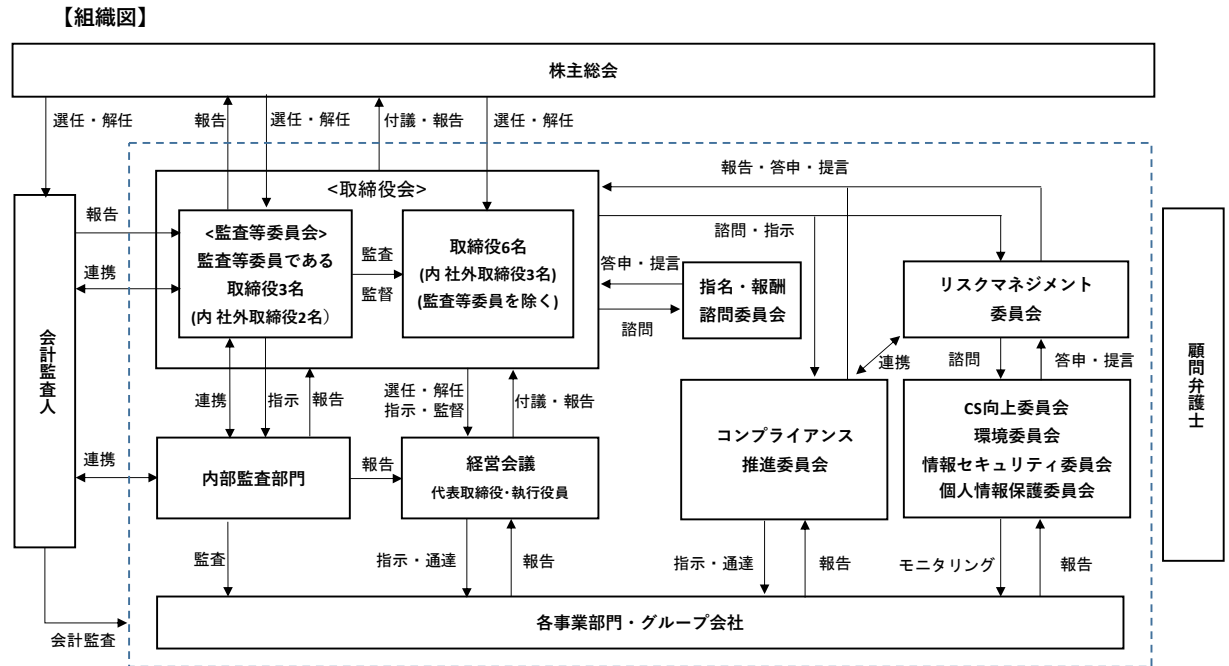 【組織図】
株主総会
選任・解任
報告
選任・解任
付議・報告
選任・解任
<取締役会>
報告・答申・提言
報告
<監査等委員会>
監査等委員である
取締役3名
(内 社外取締役2名）
監査
監督
取締役6名
(内 社外取締役3名)
(監査等委員を除く)
諮問・指示
連携
答申・提言
諮問
指名・報酬
諮問委員会
リスクマネジメント
委員会
会計監査人
顧問弁護士
連携
諮問
答申・提言
連携
指示
報告
選任・解任
指示・監督
付議・報告
コンプライアンス
推進委員会
CS向上委員会
環境委員会
情報セキュリティ委員会
個人情報保護委員会
連携
内部監査部門
報告
経営会議
代表取締役・執行役員
監査
指示・通達
報告
指示・通達
報告
モニタリング
報告
各事業部門・グループ会社
会計監査